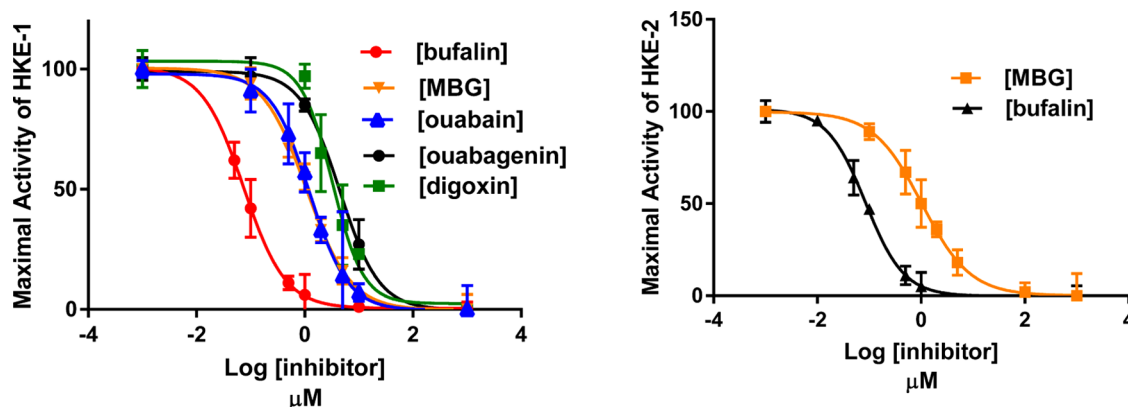 Maximal Activity of HKE-1
100
50
0
-4
-2
0
2
4
Log [inhibitor]
μM
[bufalin]
[MBG]
[ouabain]
[ouabagenin]
[digoxin]
Maximal Activity of HKE-2
150
100
50
0
-4
-2
0
2
4
Log [inhibitor]
μM
[MBG]
[bufalin]